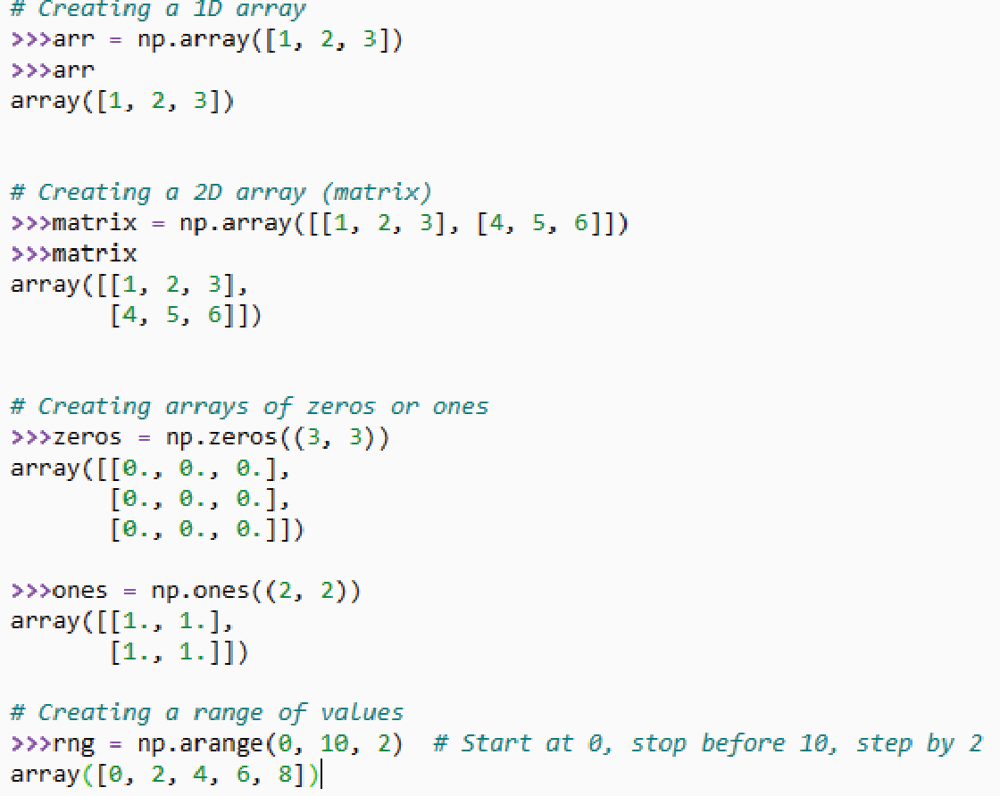 # Creating a 1D array
>>>arr = np.array([1, 2, 3])
>>>arr
array([1, 2, 3])
# Creating a 2D array (matrix)
>>>matrix = np.array([[1, 2, 3], [4, 5, 6]])
>>>matrix
array([[1, 2, 3],
       [4, 5, 6]])
# Creating arrays of zeros or ones
>>>zeros = np.zeros((3, 3))
array([[0., 0., 0.],
       [0., 0., 0.],
       [0., 0., 0.]])
>>>ones = np.ones((2, 2))
array([[1., 1.],
       [1., 1.]])
# Creating a range of values
>>>rng = np.arange(0, 10, 2)  # Start at 0, stop before 10, step by 2
array([0, 2, 4, 6, 8])